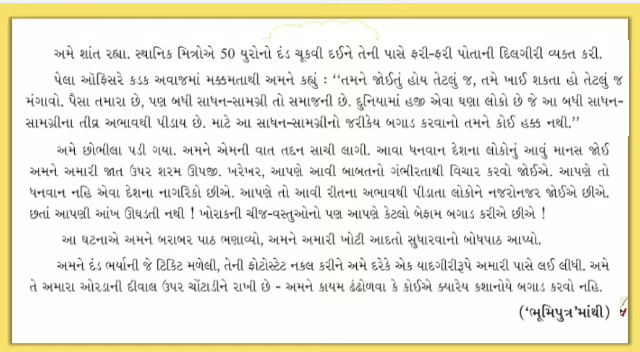 અમે શાંત રહ્યા. સ્થાનિક મિત્રોએ 50 યુરોનો દંડ ચૂકવી દઈને તેની પાસે ફરી-ફરી પોતાની દિલગીરી વ્યક્ત કરી.
પેલા ઑફિસરે કડક અવાજમાં મક્કમતાથી અમને કહ્યું : “તમને જોઈતું હોય તેટલું જ, તમે ખાઈ શકતા હો તેટલું જ
મંગાવો. પૈસા તમારા છે, પણ બધી સાધન-સામગ્રી તો સમાજની છે. દુનિયામાં હજી એવા ઘણા લોકો છે જે આ બધી સાધન-
સામગ્રીના તીવ્ર અભાવથી પીડાય છે. માટે આ સાધન-સામગ્રીનો જરીકેય બગાડ કરવાનો તમને કોઈ હક્ક નથી.”
અમે છોભીલા પડી ગયા. અમને એમની વાત તદન સાચી લાગી. આવા ધનવાન દેશના લોકોનું આવું માનસ જોઈ
અમને અમારી જાત ઉપર શરમ ઊપજી. ખરેખર, આપણે આવી બાબતનો ગંભીરતાથી વિચાર કરવો જોઈએ. આપણે તો
ધનવાન નહિ એવા દેશના નાગરિકો છીએ. આપણે તો આવી રીતના અભાવથી પીડાતા લોકોને નજરોનજર જોઈએ છીએ.
છતાં આપણી આંખ ઊઘડતી નથી ! ખોરાકની ચીજ-વસ્તુઓનો પણ આપણે કેટલો બેફામ બગાડ કરીએ છીએ !
આ ઘટનાએ અમને બરાબર પાઠ ભણાવ્યો, અમને અમારી ખોટી આદતો સુધારવાનો બોધપાઠ આપ્યો.
અમને દંડ ભર્યાની જે ટિકિટ મળેલી, તેની ફોટોસ્ટેટ નકલ કરીને અમે દરેકે એક યાદગીરીરૂપે અમારી પાસે લઈ લીધી. અમે
તે અમારા ઓરડાની દીવાલ ઉપર ચોંટાડીને રાખી છે - અમને કાયમ ઢંઢોળવા કે કોઈએ ક્યારેય કશાનોયે બગાડ કરવો નહિ.
(‘ભૂમિપુત્ર’માંથી)